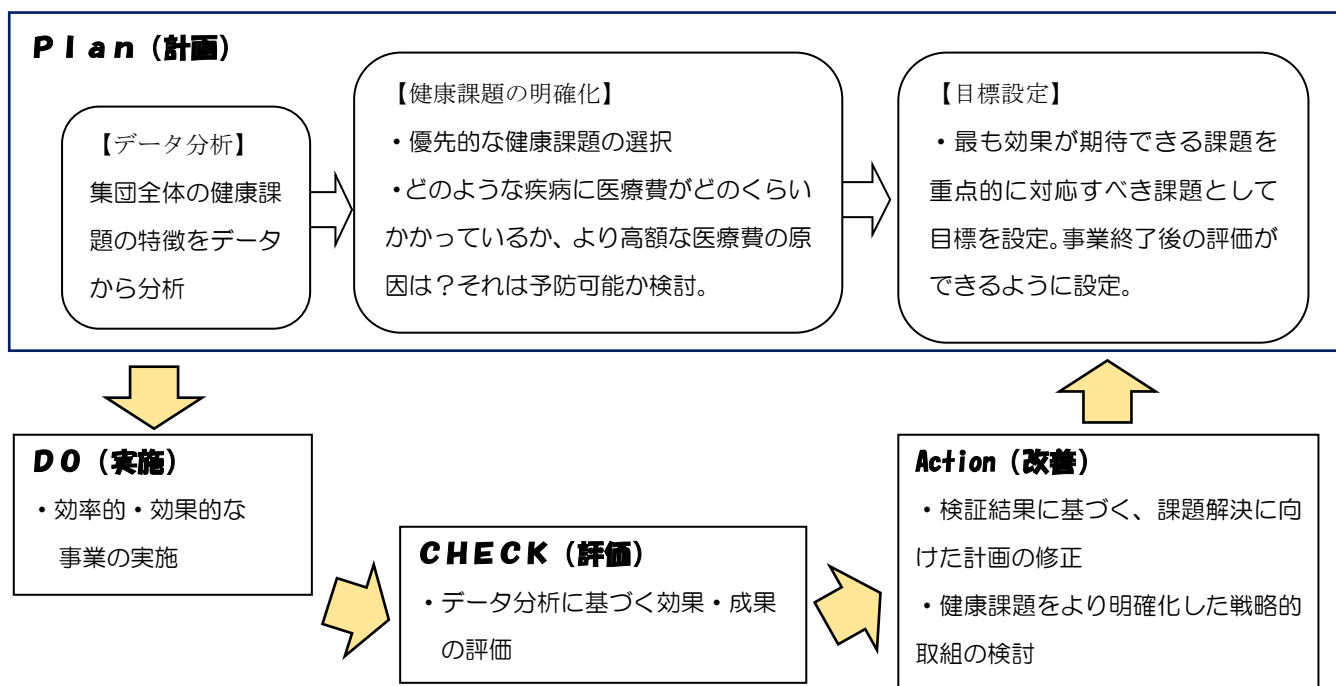 Plan（計画）
【データ分析】
集団全体の健康課
題の特徴をデータ
から分析
【健康課題の明確化】
・優先的な健康課題の選択
・どのような疾病に医療費がどのくらい
かかっているか、より高額な医療費の原
因は？それは予防可能か検討。
【目標設定】
・最も効果が期待できる課題を
重点的に対応すべき課題として
目標を設定。事業終了後の評価が
できるように設定。
DO（実施）
・効率的・効果的な
事業の実施
CHECK（評価）
・データ分析に基づく効果・成果
の評価
Action（改善）
・検証結果に基づく、課題解決に向
けた計画の修正
・健康課題をより明確化した戦略的
取組の検討